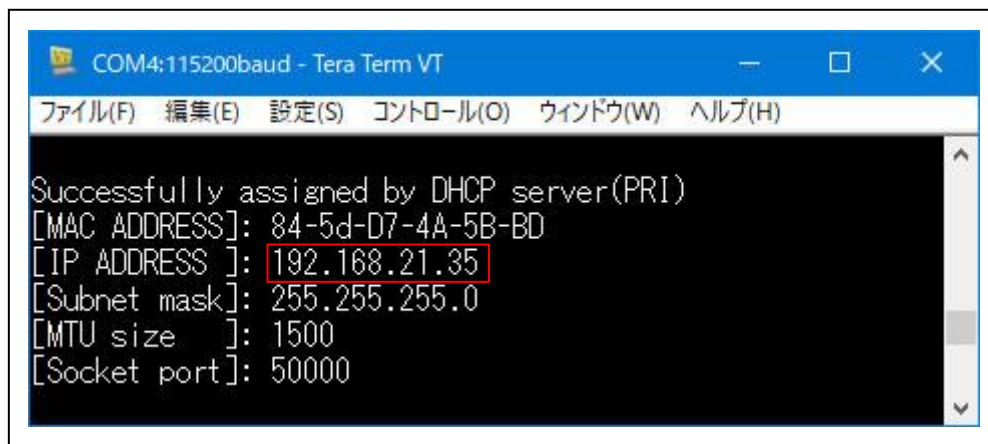 COM4:115200baud - Tera Term VT
ファイル(F) 編集(E) 設定(S) コントロール(O) ウィンドウ(W) ヘルプ(H)
Successfully assigned by DHCP server(PRI)
[MAC ADDRESS]: 84-5d-D7-4A-5B-BD
[IP ADDRESS ]: 192.168.21.35
[Subnet mask]: 255.255.255.0
[MTU size   ]: 1500
[Socket port]: 50000